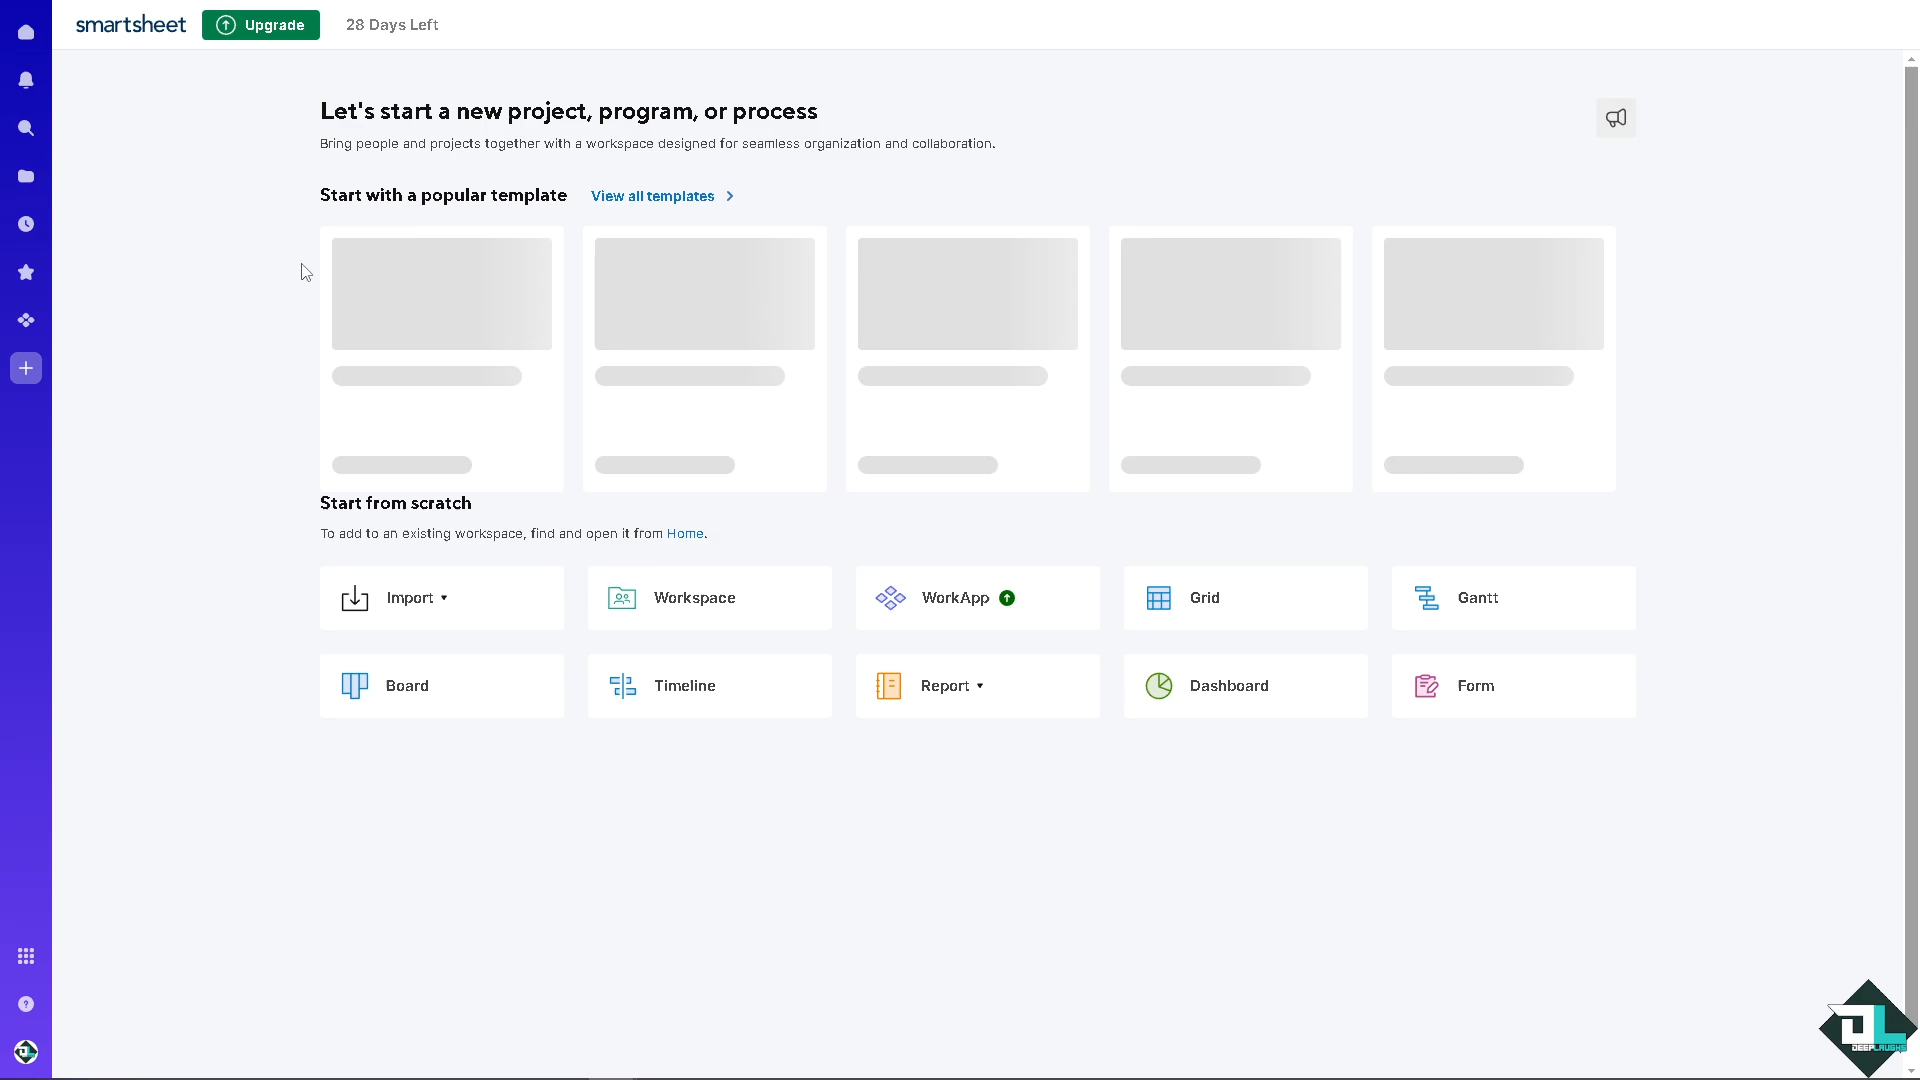 smartsheet
Upgrade
28 Days Left
Let's start a new project, program, or process
Bring people and projects together with a workspace designed for seamless organization and collaboration.
Start with a popular template
View all templates
Start from scratch
To add to an existing workspace, find and open it from Home.
Import
Workspace
WorkApp
Grid
Gantt
Board
Timeline
Report
Dashboard
Form
?
DL
DEEPLAUGHS